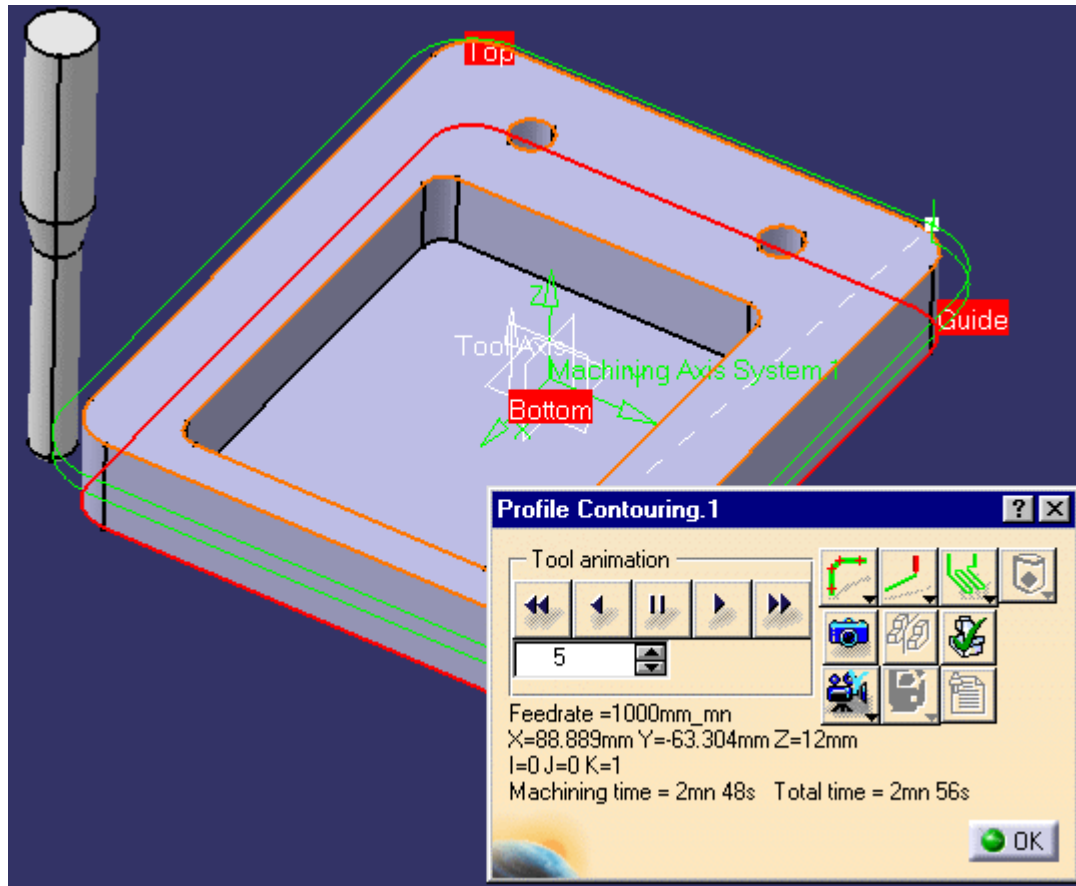 Top
Guide
Z
Tool Axis
Machining Axis System.1
Y
Bottom
X
Profile Contouring.1
Tool animation
5
Feedrate =1000mm_mn
X=88.889mm Y=-63.304mm Z=12mm
I=0 J=0 K=1
Machining time = 2mn 48s Total time = 2mn 56s
OK